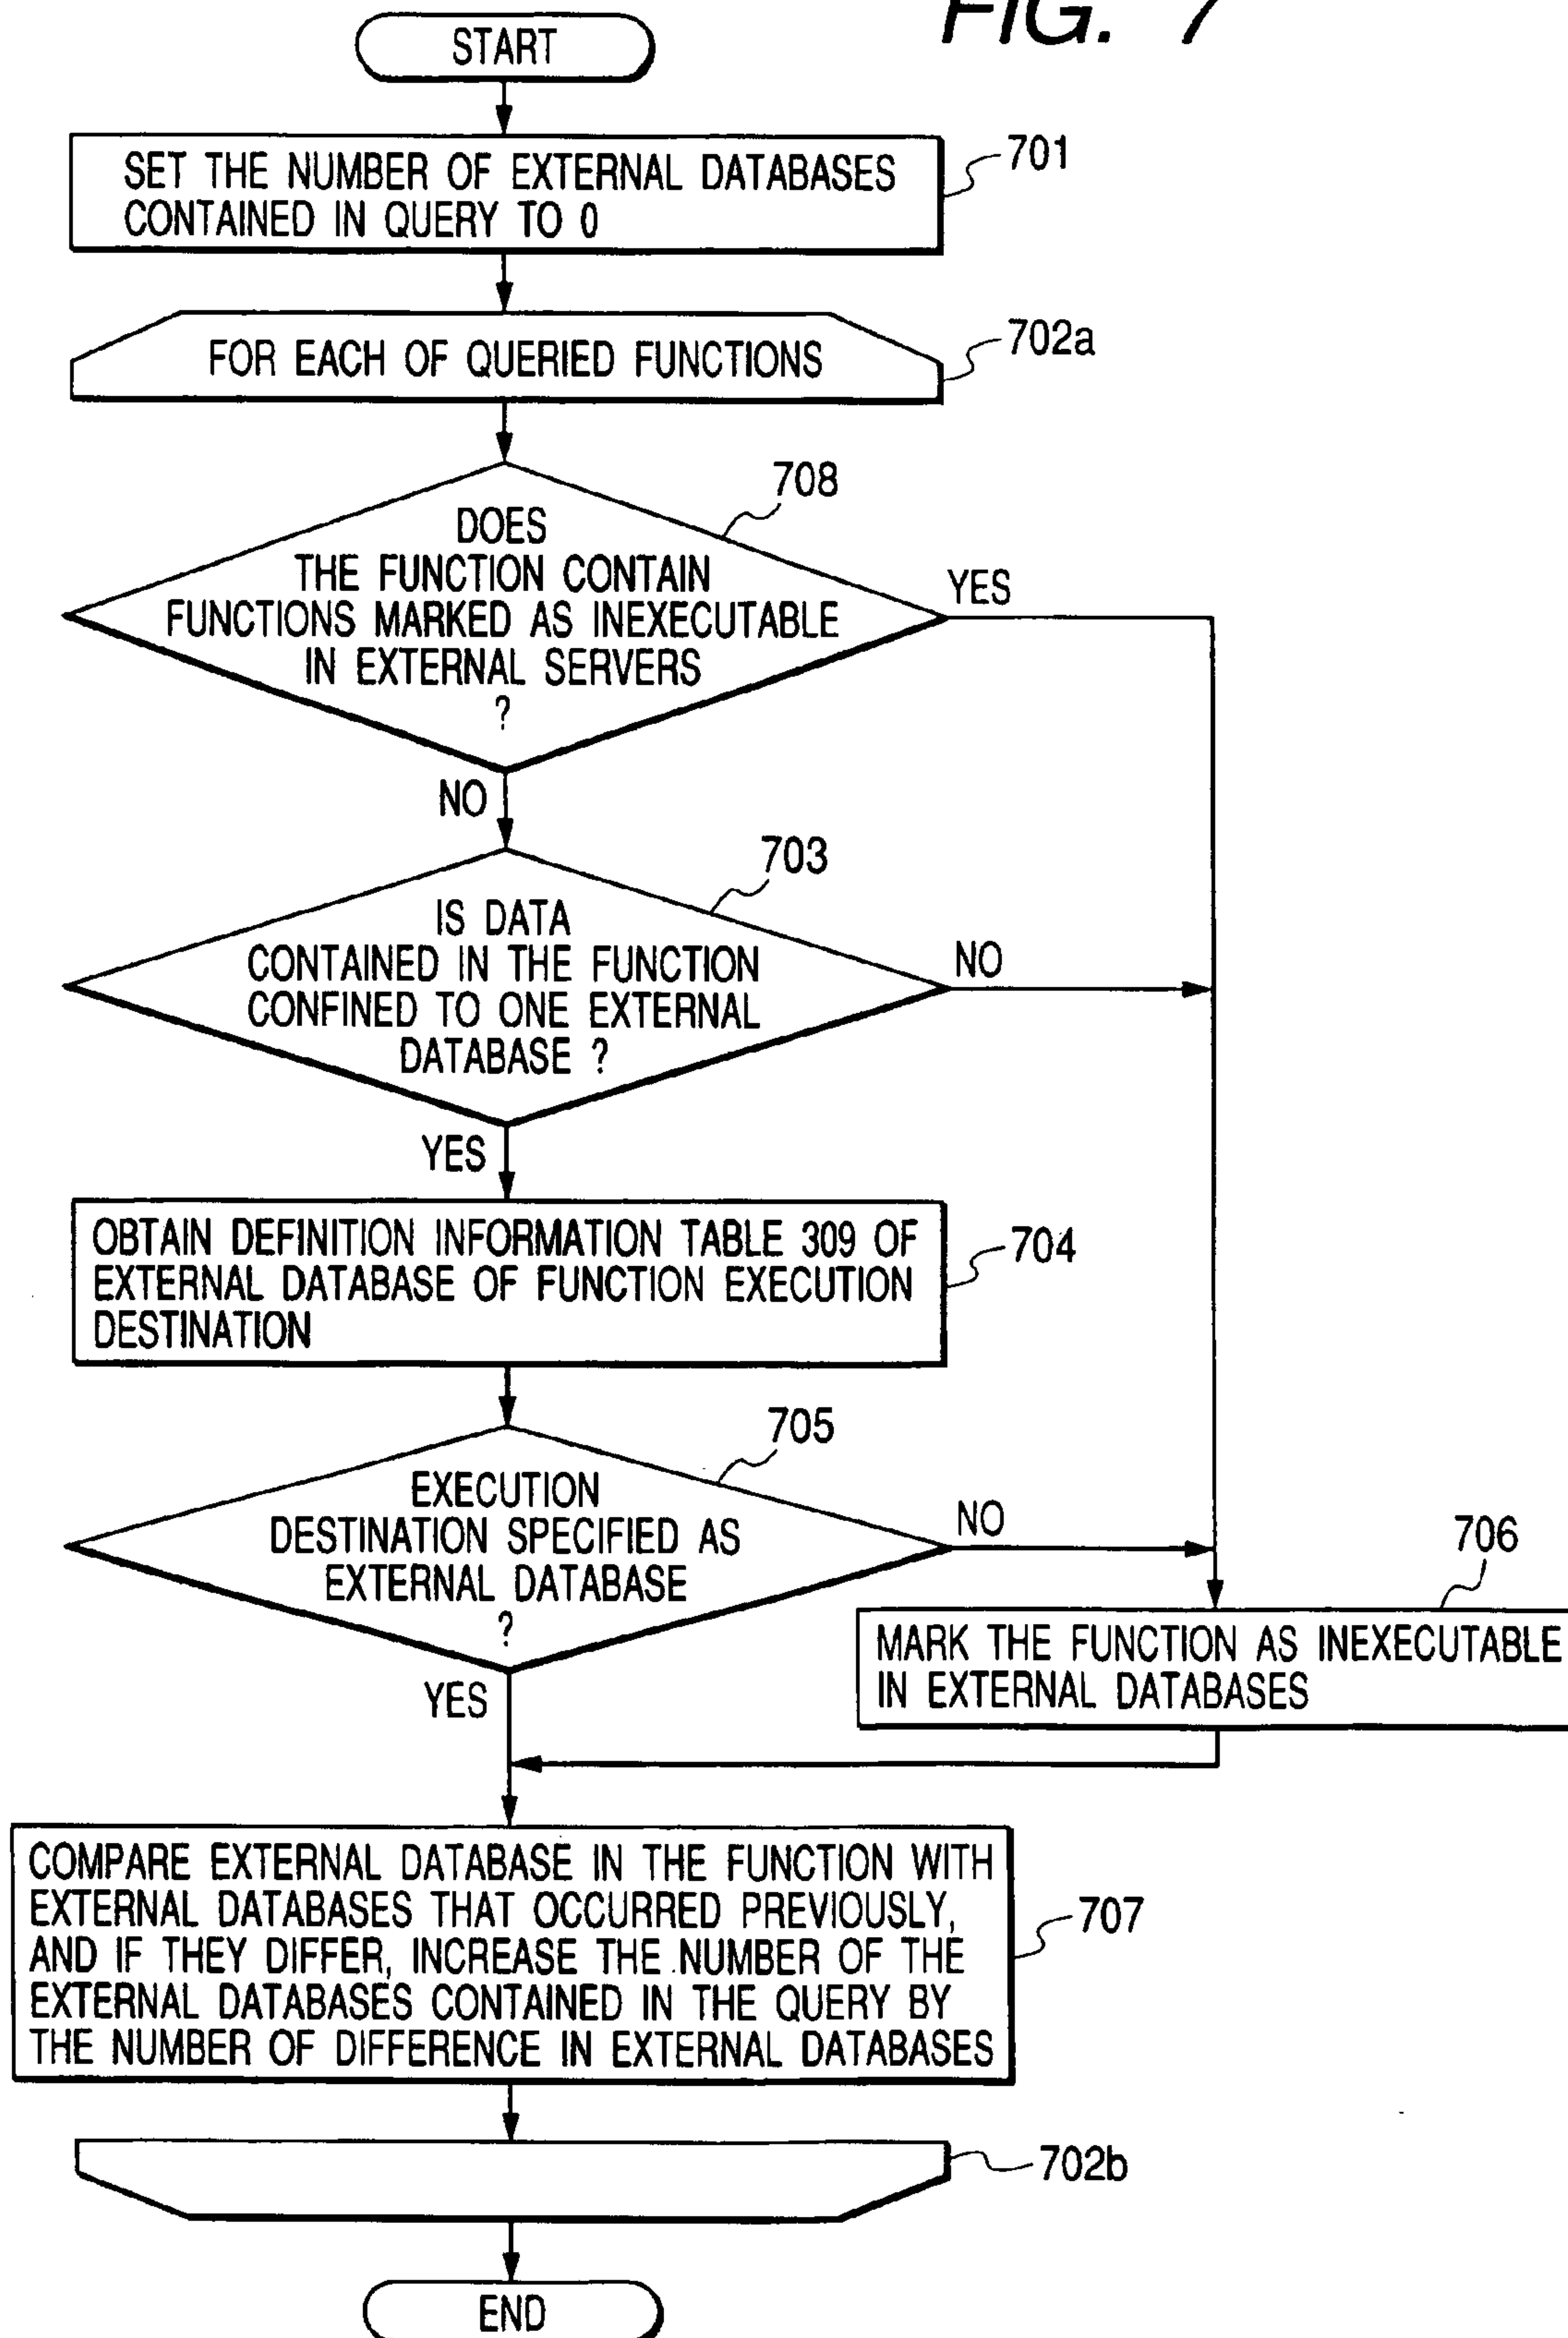 FIG. 7
START
SET THE NUMBER OF EXTERNAL DATABASES
CONTAINED IN QUERY TO 0
701
FOR EACH OF QUERIED FUNCTIONS
702a
708
DOES
THE FUNCTION CONTAIN
FUNCTIONS MARKED AS INEXECUTABLE
IN EXTERNAL SERVERS
?
YES
NO
703
IS DATA
CONTAINED IN THE FUNCTION
CONFINED TO ONE EXTERNAL
DATABASE ?
NO
YES
OBTAIN DEFINITION INFORMATION TABLE 309 OF
EXTERNAL DATABASE OF FUNCTION EXECUTION
DESTINATION
704
705
EXECUTION
DESTINATION SPECIFIED AS
EXTERNAL DATABASE
?
NO
YES
706
MARK THE FUNCTION AS INEXECUTABLE
IN EXTERNAL DATABASES
COMPARE EXTERNAL DATABASE IN THE FUNCTION WITH
EXTERNAL DATABASES THAT OCCURRED PREVIOUSLY,
AND IF THEY DIFFER, INCREASE THE NUMBER OF THE
EXTERNAL DATABASES CONTAINED IN THE QUERY BY
THE NUMBER OF DIFFERENCE IN EXTERNAL DATABASES
707
702b
END